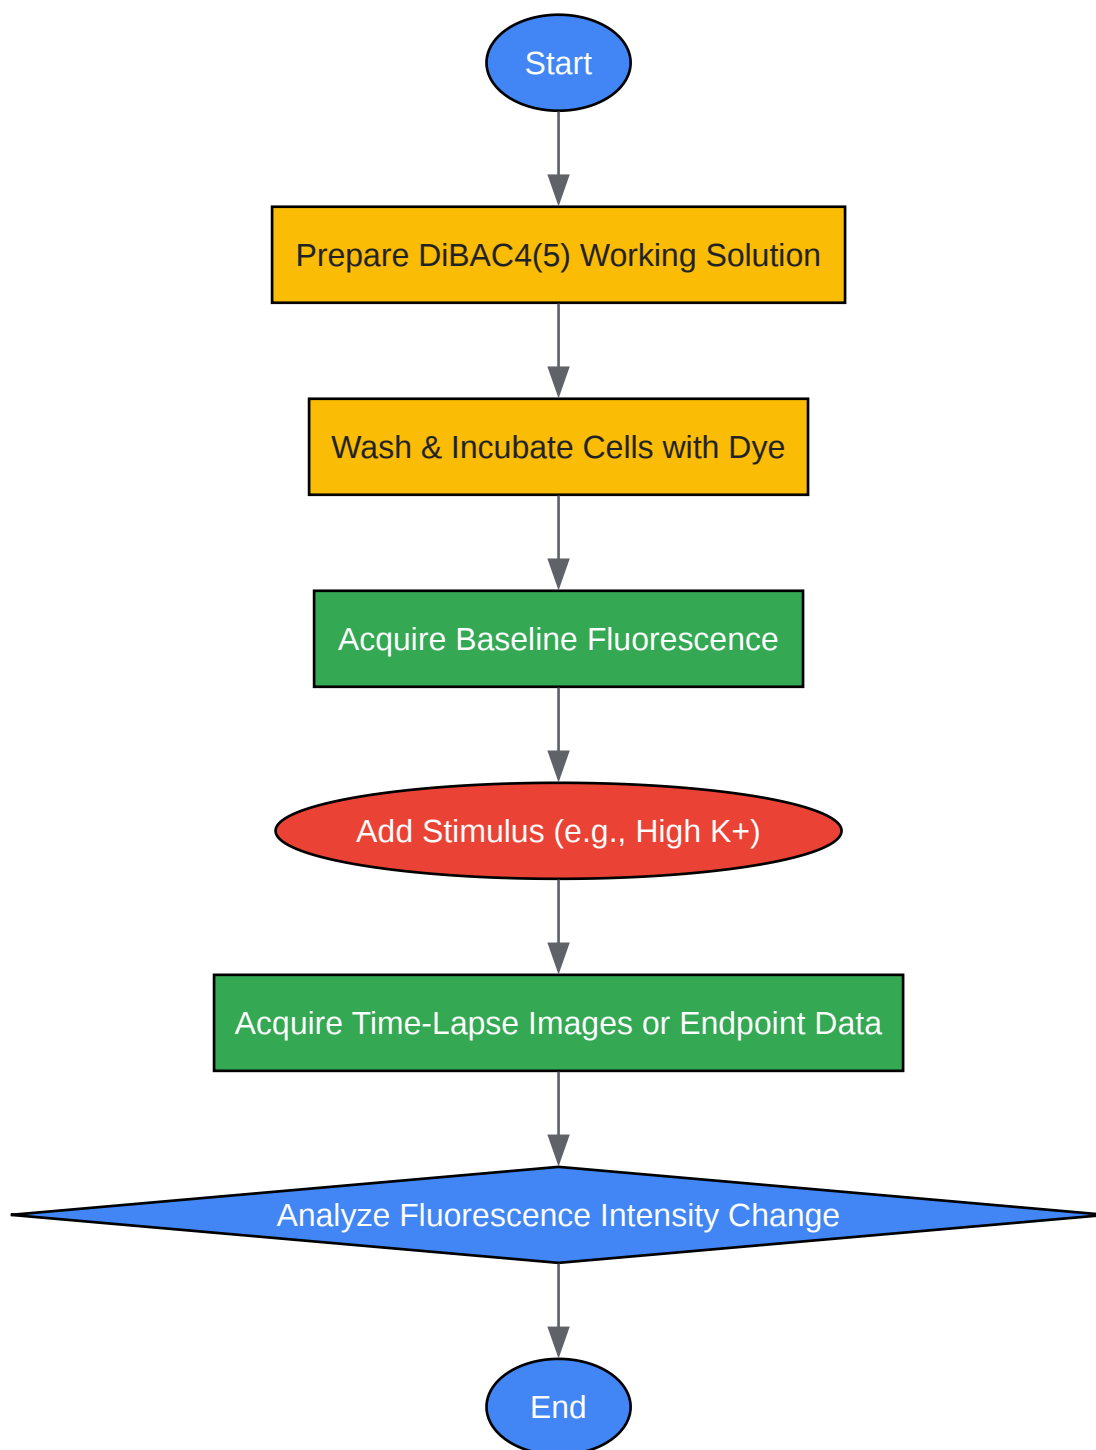 Start
Prepare DiBAC4(5) Working Solution
Wash & Incubate Cells with Dye
Acquire Baseline Fluorescence
Add Stimulus (e.g., High K+)
Acquire Time-Lapse Images or Endpoint Data
Analyze Fluorescence Intensity Change
End